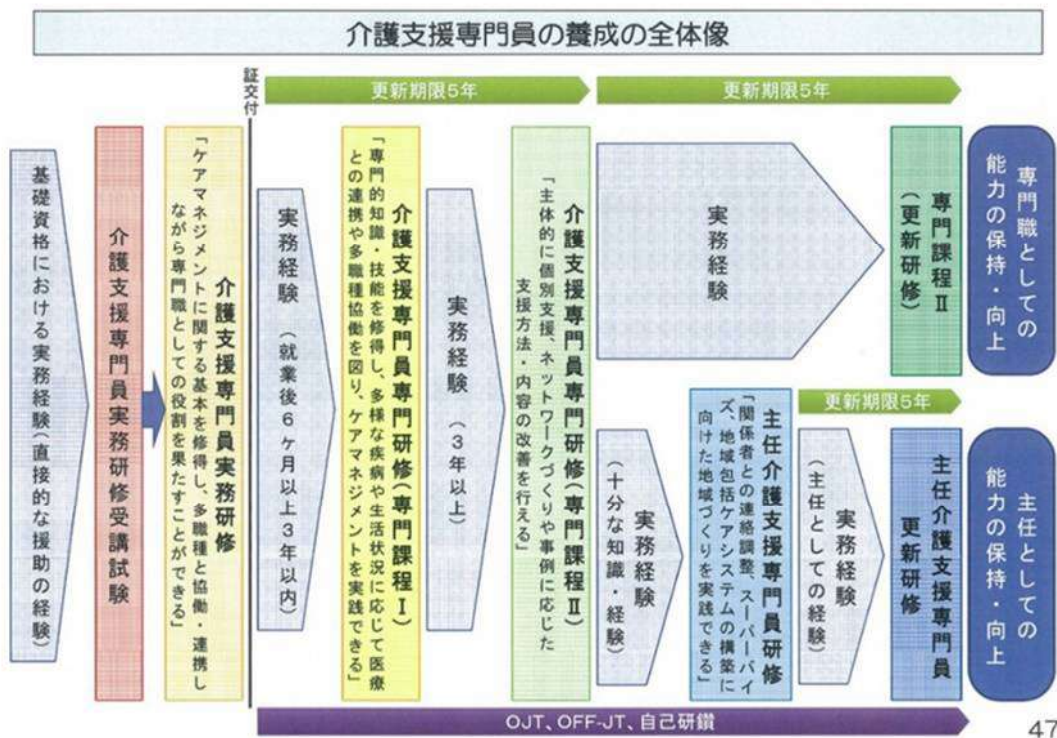 介護支援専門員の養成の全体像
証交付
更新期限5年
更新期限5年
基礎資格における実務経験(直接的な援助の経験)
介護支援専門員実務研修受講試験
介護支援専門員実務研修
「ケアマネジメントに関する基本を修得し、多職種と協働・連携し
ながら専門職としての役割を果たすことができる」
実務経験 (就業後6ヶ月以上3年以内)
介護支援専門員専門研修(専門課程Ⅰ)
「専門的知識・技能を修得し、多様な疾病や生活状況に応じて医療
との連携や多職種協働を図り、ケアマネジメントを実践できる」
実務経験 (3年以上)
介護支援専門員専門研修(専門課程Ⅱ)
「主体的に個別支援、ネットワークづくりや事例に応じた
支援方法・内容の改善を行える」
実務経験
専門課程Ⅱ
(更新研修)
専門職としての
能力の保持・向上
実務経験
(十分な知識・経験)
主任介護支援専門員研修
「関係者との連絡調整、スーパーバイ
ズ、地域包括ケアシステムの構築に
向けた地域づくりを実践できる」
更新期限5年
実務経験
(主任としての経験)
主任介護支援専門員
更新研修
主任としての
能力の保持・向上
OJT、OFF-JT、自己研鑽
47